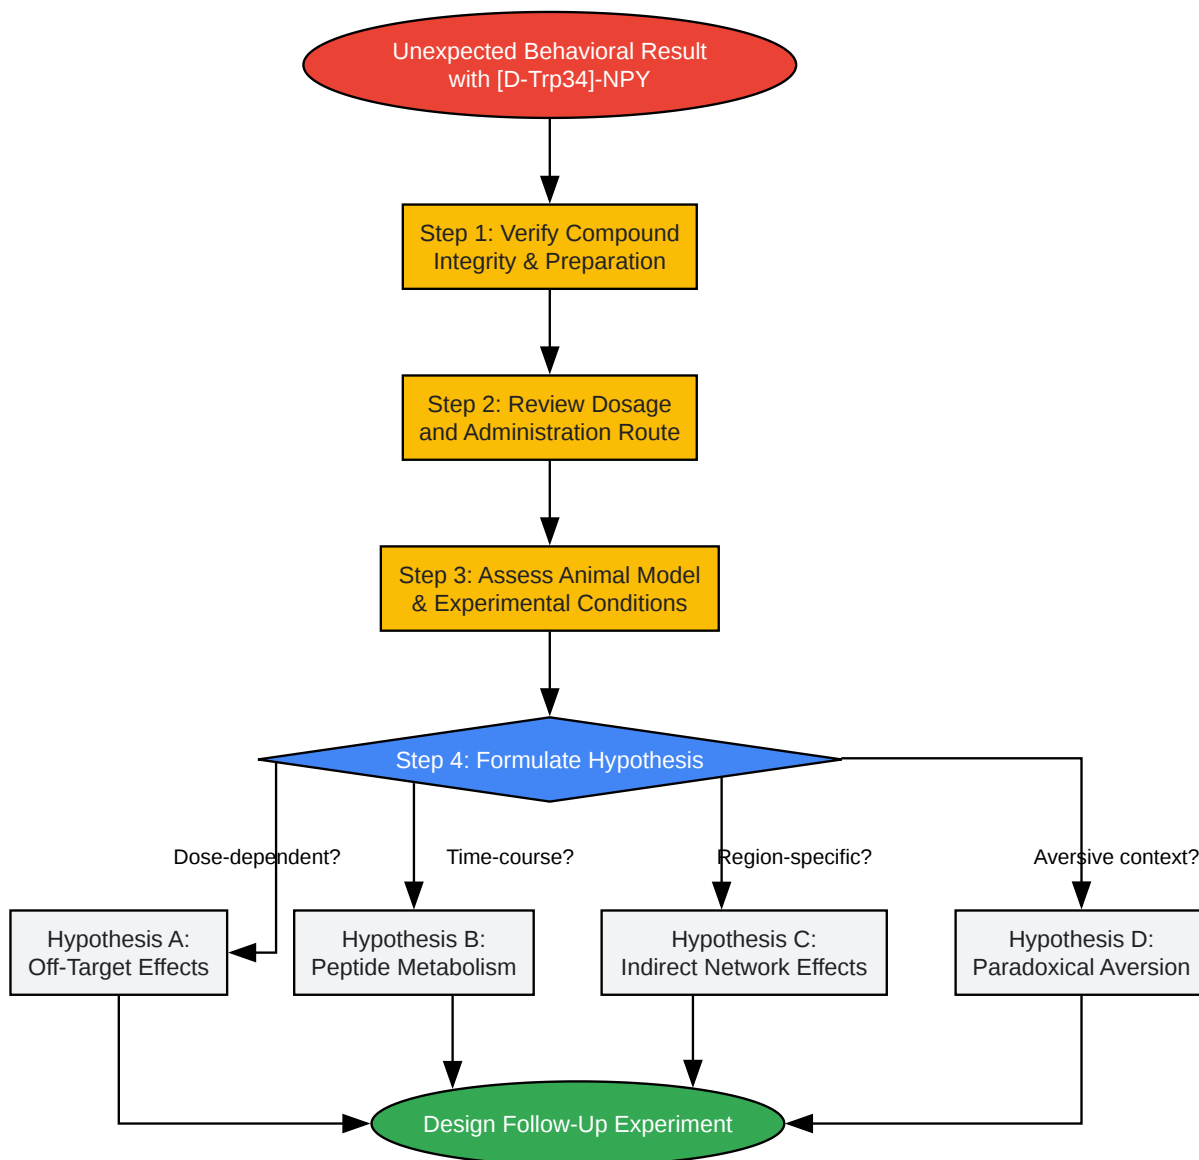 Unexpected Behavioral Result
with [D-Trp34]-NPY
Step 1: Verify Compound
Integrity & Preparation
Step 2: Review Dosage
and Administration Route
Step 3: Assess Animal Model
& Experimental Conditions
Step 4: Formulate Hypothesis
Dose-dependent?
Time-course?
Region-specific?
Aversive context?
Hypothesis A:
Off-Target Effects
Hypothesis B:
Peptide Metabolism
Hypothesis C:
Indirect Network Effects
Hypothesis D:
Paradoxical Aversion
Design Follow-Up Experiment